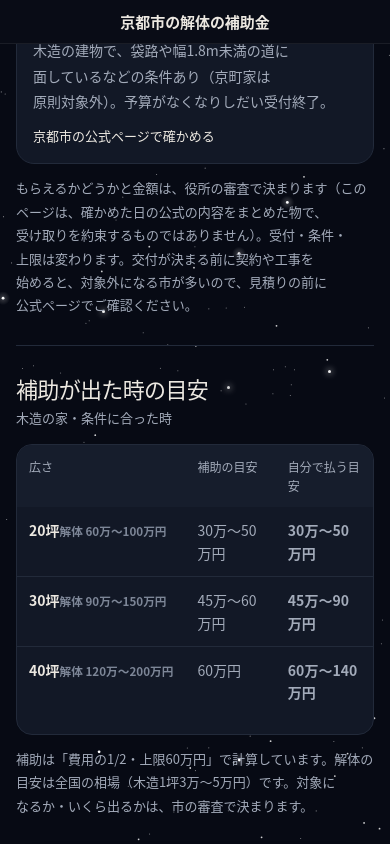 京都市の解体の補助金
木造の建物で、袋路や幅1.8m未満の道に
面しているなどの条件あり（京町家は
原則対象外）。予算がなくなりしだい受付終了。
京都市の公式ページで確かめる
もらえるかどうかと金額は、役所の審査で決まります（この
ページは、確かめた日の公式の内容をまとめた物で、
受け取りを約束するものではありません）。受付・条件・
上限は変わります。交付が決まる前に契約や工事を
始めると、対象外になる市が多いので、見積りの前に
公式ページでご確認ください。
補助が出た時の目安
木造の家・条件に合った時
広さ 補助の目安 自分で払う目
安
20坪解体 60万〜100万円 30万〜50 30万〜50
万円 万円
30坪解体 90万〜150万円 45万〜60 45万〜90
万円 万円
40坪解体 120万〜200万円 60万円 60万〜140
万円
補助は「費用の1/2・上限60万円」で計算しています。解体の
目安は全国の相場（木造1坪3万〜5万円）です。対象に
なるか・いくら出るかは、市の審査で決まります。